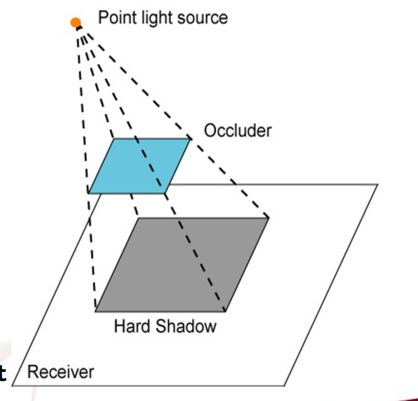 Point light source
Occluder
Hard Shadow
t
Receiver